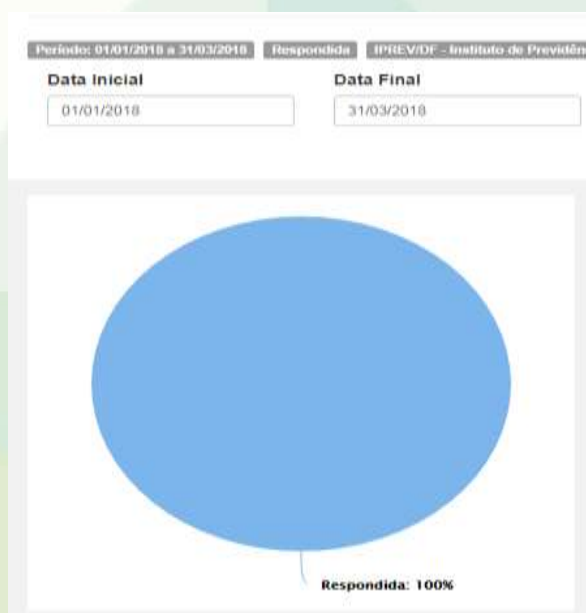 Período: 01/01/2018 a 31/03/2018 Respondida IPREV/DF - Instituto de Previdên
Data Inicial Data Final
01/01/2018 31/03/2018
Respondida: 100%